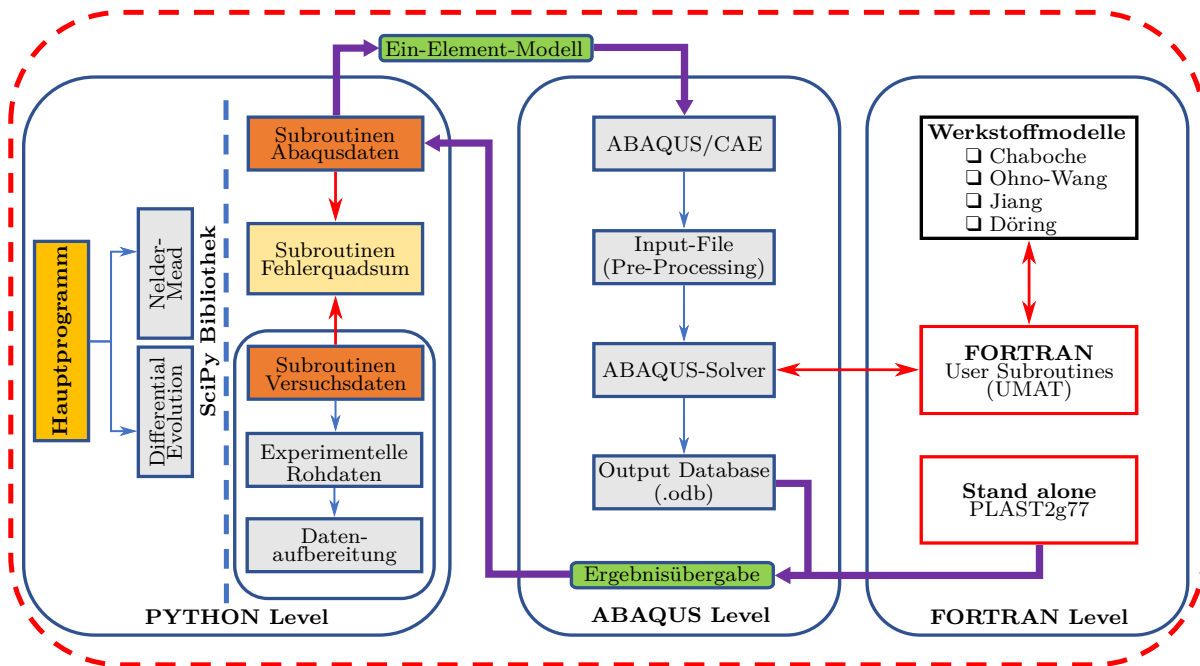 Ein-Element-Modell
Hauptprogramm
Nelder-
Mead
Differential
Evolution
SciPy Bibliothek
Subroutinen
Abaqusdaten
Subroutinen
Fehlerquadsum
Subroutinen
Versuchsdaten
Experimentelle
Rohdaten
Daten-
aufbereitung
PYTHON Level
ABAQUS/CAE
Input-File
(Pre-Processing)
ABAQUS-Solver
Output Database
(.odb)
Ergebnisübergabe
ABAQUS Level
Werkstoffmodelle
❑ Chaboche
❑ Ohno-Wang
❑ Jiang
❑ Döring
FORTRAN
User Subroutines
(UMAT)
Stand alone
PLAST2g77
FORTRAN Level